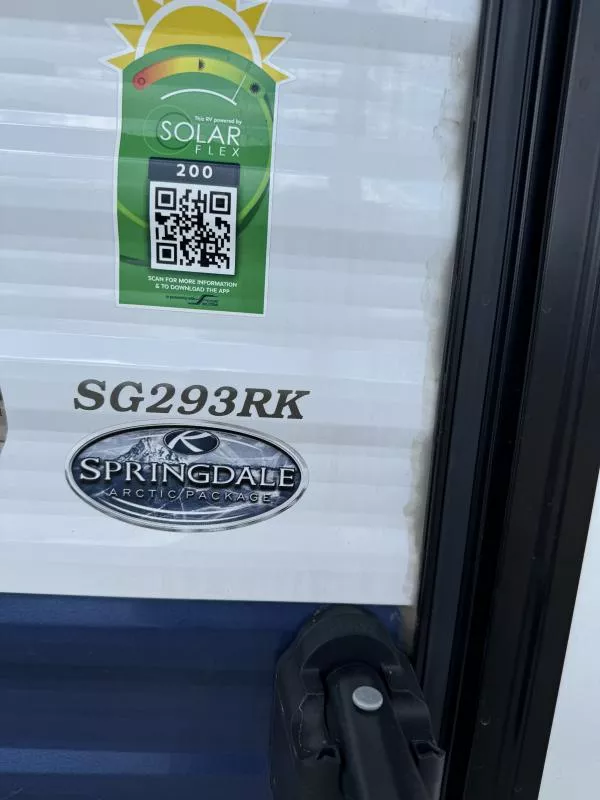 This RV powered by
SOLAR
FLEX
200
SCAN FOR MORE INFORMATION
& TO DOWNLOAD THE APP
SG293RK
K
SPRINGDALE
ARCTIC PACKAGE